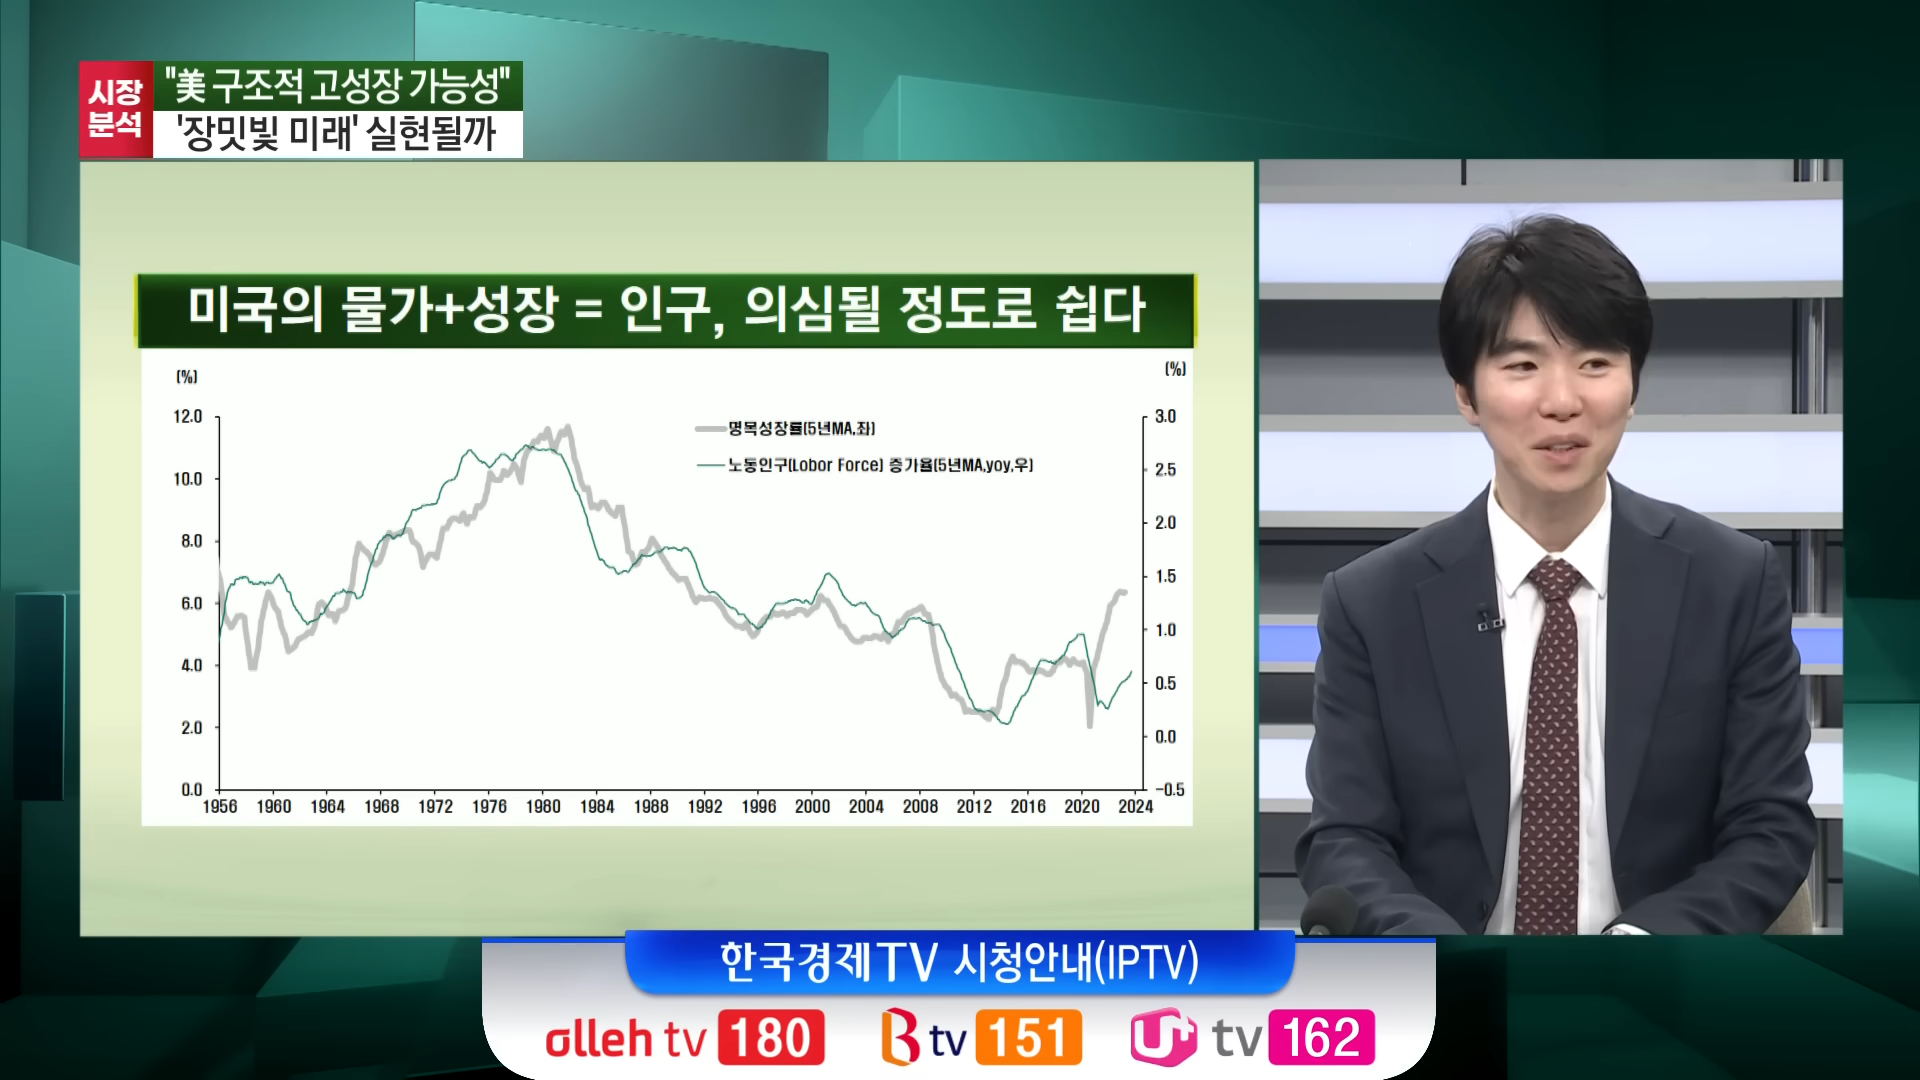 시장
분석
"美 구조적 고성장 가능성"
'장밋빛 미래' 실현될까
미국의 물가+성장 = 인구, 의심될 정도로 쉽다
(%)
(%)
12.0
10.0
8.0
6.0
4.0
2.0
0.0
명목성장률(5년MA,좌)
노동인구(Lobor Force) 증가율(5년MA,yoy,우)
3.0
2.5
2.0
1.5
1.0
0.5
0.0
-0.5
1956 1960 1964 1968 1972 1976 1980 1984 1988 1992 1996 2000 2004 2008 2012 2016 2020 2024
한국경제TV 시청안내(IPTV)
olleh tv 180 B tv 151 U+ tv 162